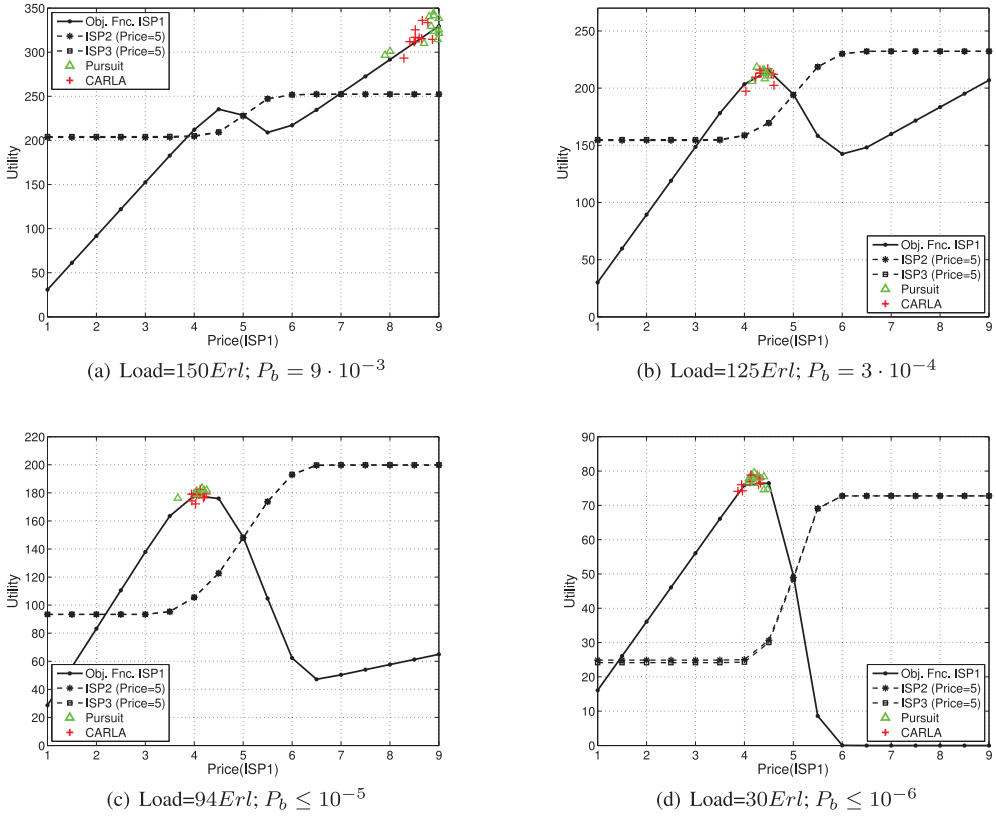 350
300
250
200
150
100
50
0
Utility
1 2 3 4 5 6 7 8 9
Price(ISP1)
Obj. Fnc. ISP1
ISP2 (Price=5)
ISP3 (Price=5)
Pursuit
CARLA
(a) Load=150Erl; P_b = 9 · 10^{-3}
250
200
150
100
50
0
Utility
1 2 3 4 5 6 7 8 9
Price(ISP1)
Obj. Fnc. ISP1
ISP2 (Price=5)
ISP3 (Price=5)
Pursuit
CARLA
(b) Load=125Erl; P_b = 3 · 10^{-4}
220
200
180
160
140
120
100
80
60
40
20
0
Utility
1 2 3 4 5 6 7 8 9
Price(ISP1)
Obj. Fnc. ISP1
ISP2 (Price=5)
ISP3 (Price=5)
Pursuit
CARLA
(c) Load=94Erl; P_b ≤ 10^{-5}
90
80
70
60
50
40
30
20
10
0
Utility
1 2 3 4 5 6 7 8 9
Price(ISP1)
Obj. Fnc. ISP1
ISP2 (Price=5)
ISP3 (Price=5)
Pursuit
CARLA
(d) Load=30Erl; P_b ≤ 10^{-6}